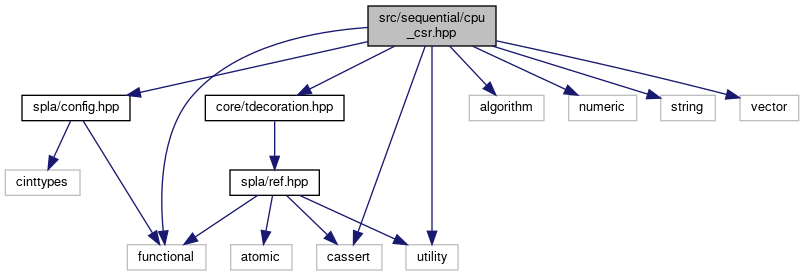 src/sequential/cpu
_csr.hpp
spla/config.hpp
core/tdecoration.hpp
algorithm
numeric
string
vector
cinttypes
spla/ref.hpp
functional
atomic
cassert
utility